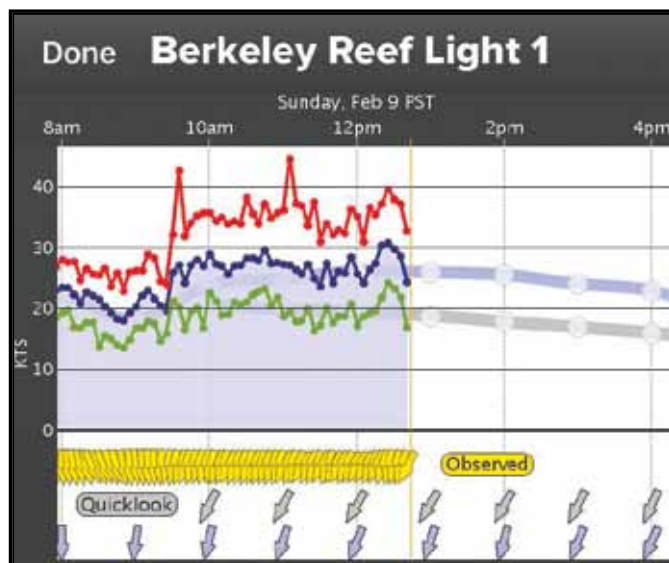 Done Berkeley Reef Light 1
Sunday, Feb 9 PST
8am 10am 12pm 2pm 4pm
40
30
20
10
0
KTS
Observed
Quicklook